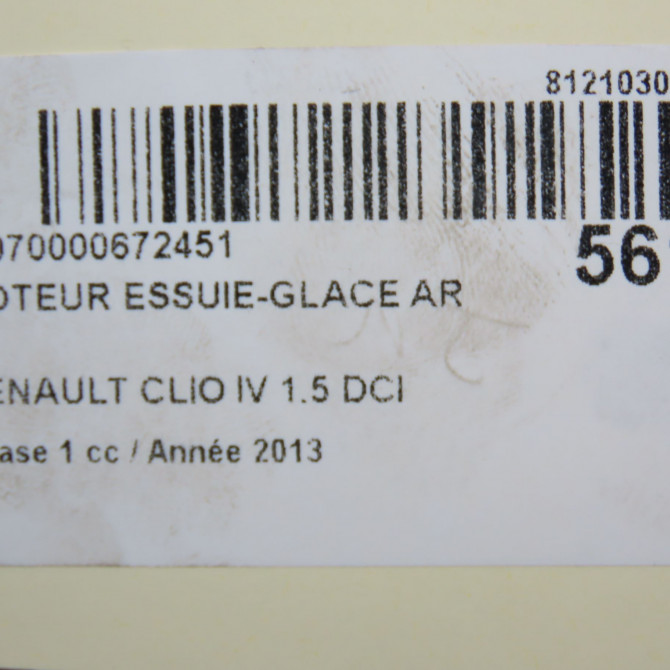 8121030
070000672451
56
OTEUR ESSUIE-GLACE AR
ENAULT CLIO IV 1.5 DCI
ase 1 cc / Année 2013